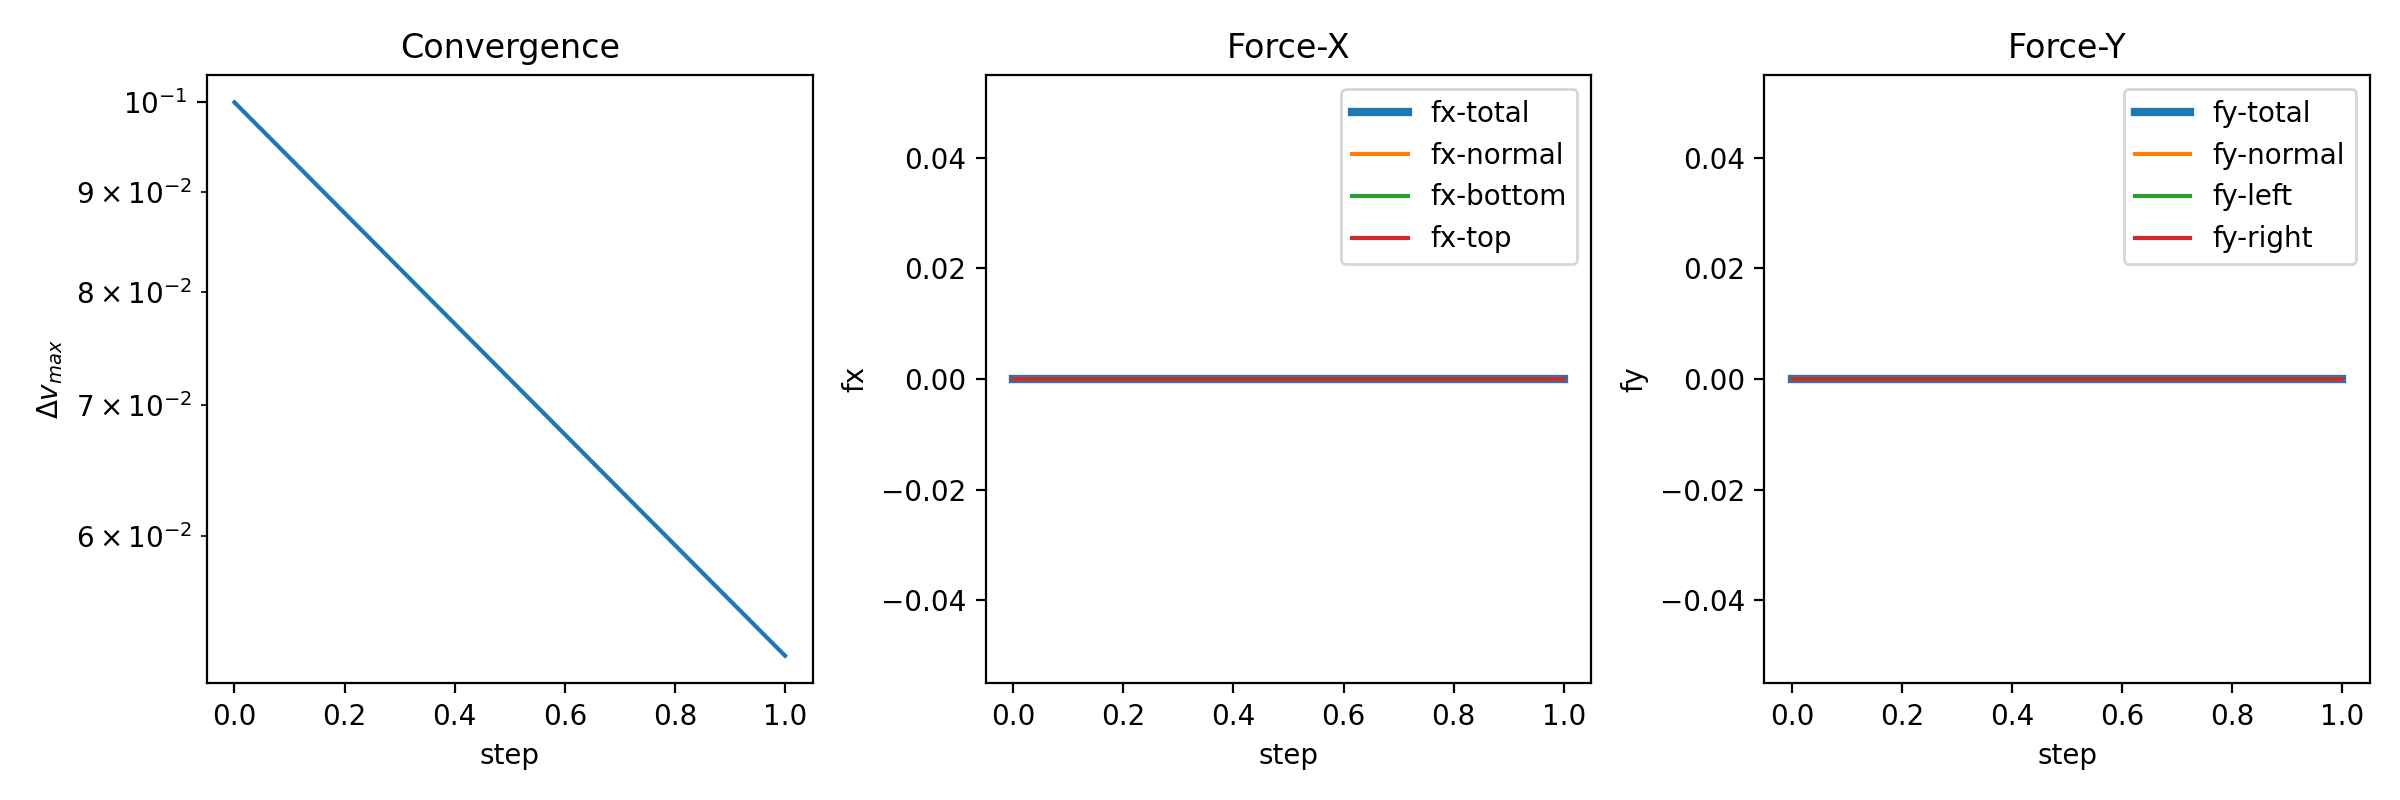 Convergence
10⁻¹
9 × 10⁻²
8 × 10⁻²
7 × 10⁻²
6 × 10⁻²
Δv_max
0.0 0.2 0.4 0.6 0.8 1.0
step
Force-X
fx-total
fx-normal
fx-bottom
fx-top
0.04
0.02
0.00
−0.02
−0.04
fx
0.0 0.2 0.4 0.6 0.8 1.0
step
Force-Y
fy-total
fy-normal
fy-left
fy-right
0.04
0.02
0.00
−0.02
−0.04
fy
0.0 0.2 0.4 0.6 0.8 1.0
step